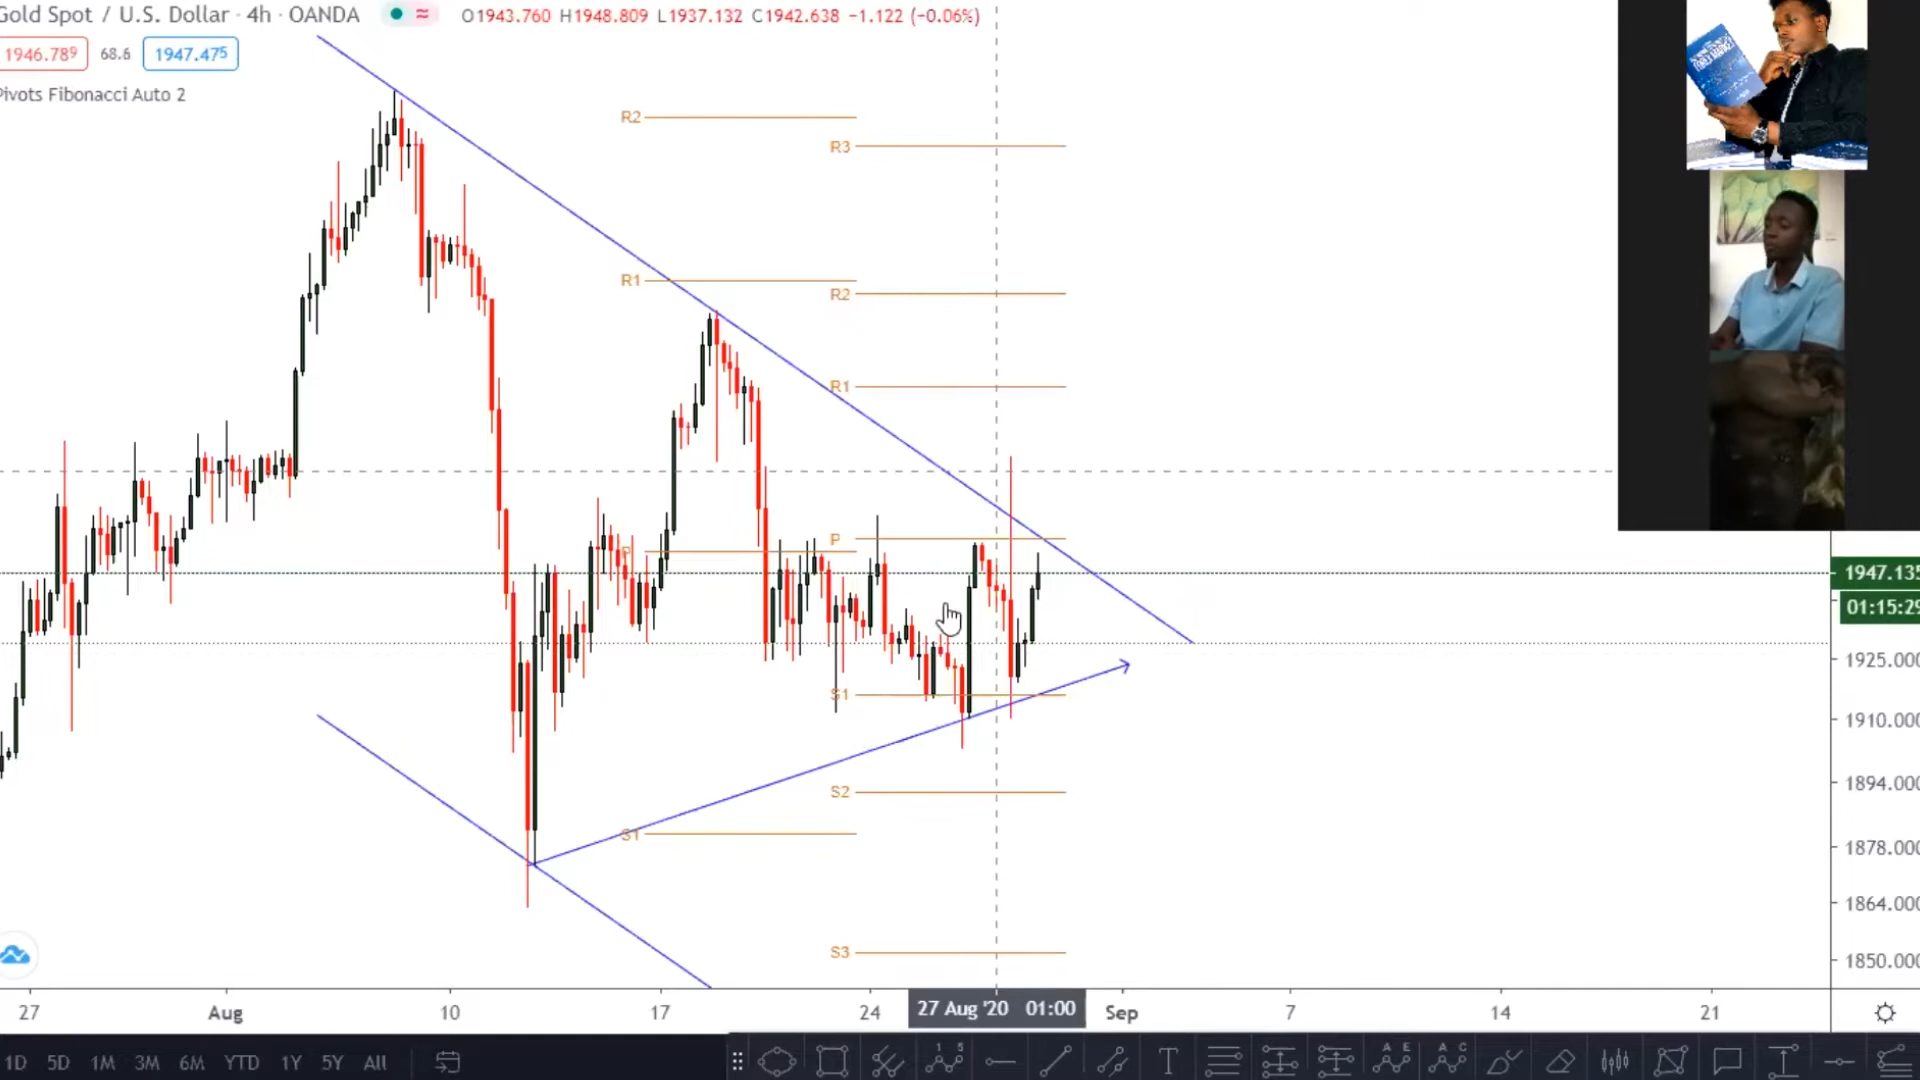 Gold Spot / U.S. Dollar · 4h · OANDA O1943.760 H1948.809 L1937.132 C1942.638 −1.122 (−0.06%)
1946.789 68.6 1947.475
Pivots Fibonacci Auto 2
R2
R3
R1
R2
R1
P
P
S1
S2
S1
S3
1947.135
01:15:29
1925.000
1910.000
1894.000
1878.000
1864.000
1850.000
27 Aug 10 17 24 27 Aug '20 01:00 Sep 7 14 21
1D 5D 1M 3M 6M YTD 1Y 5Y All
1 5
T
A E
A C